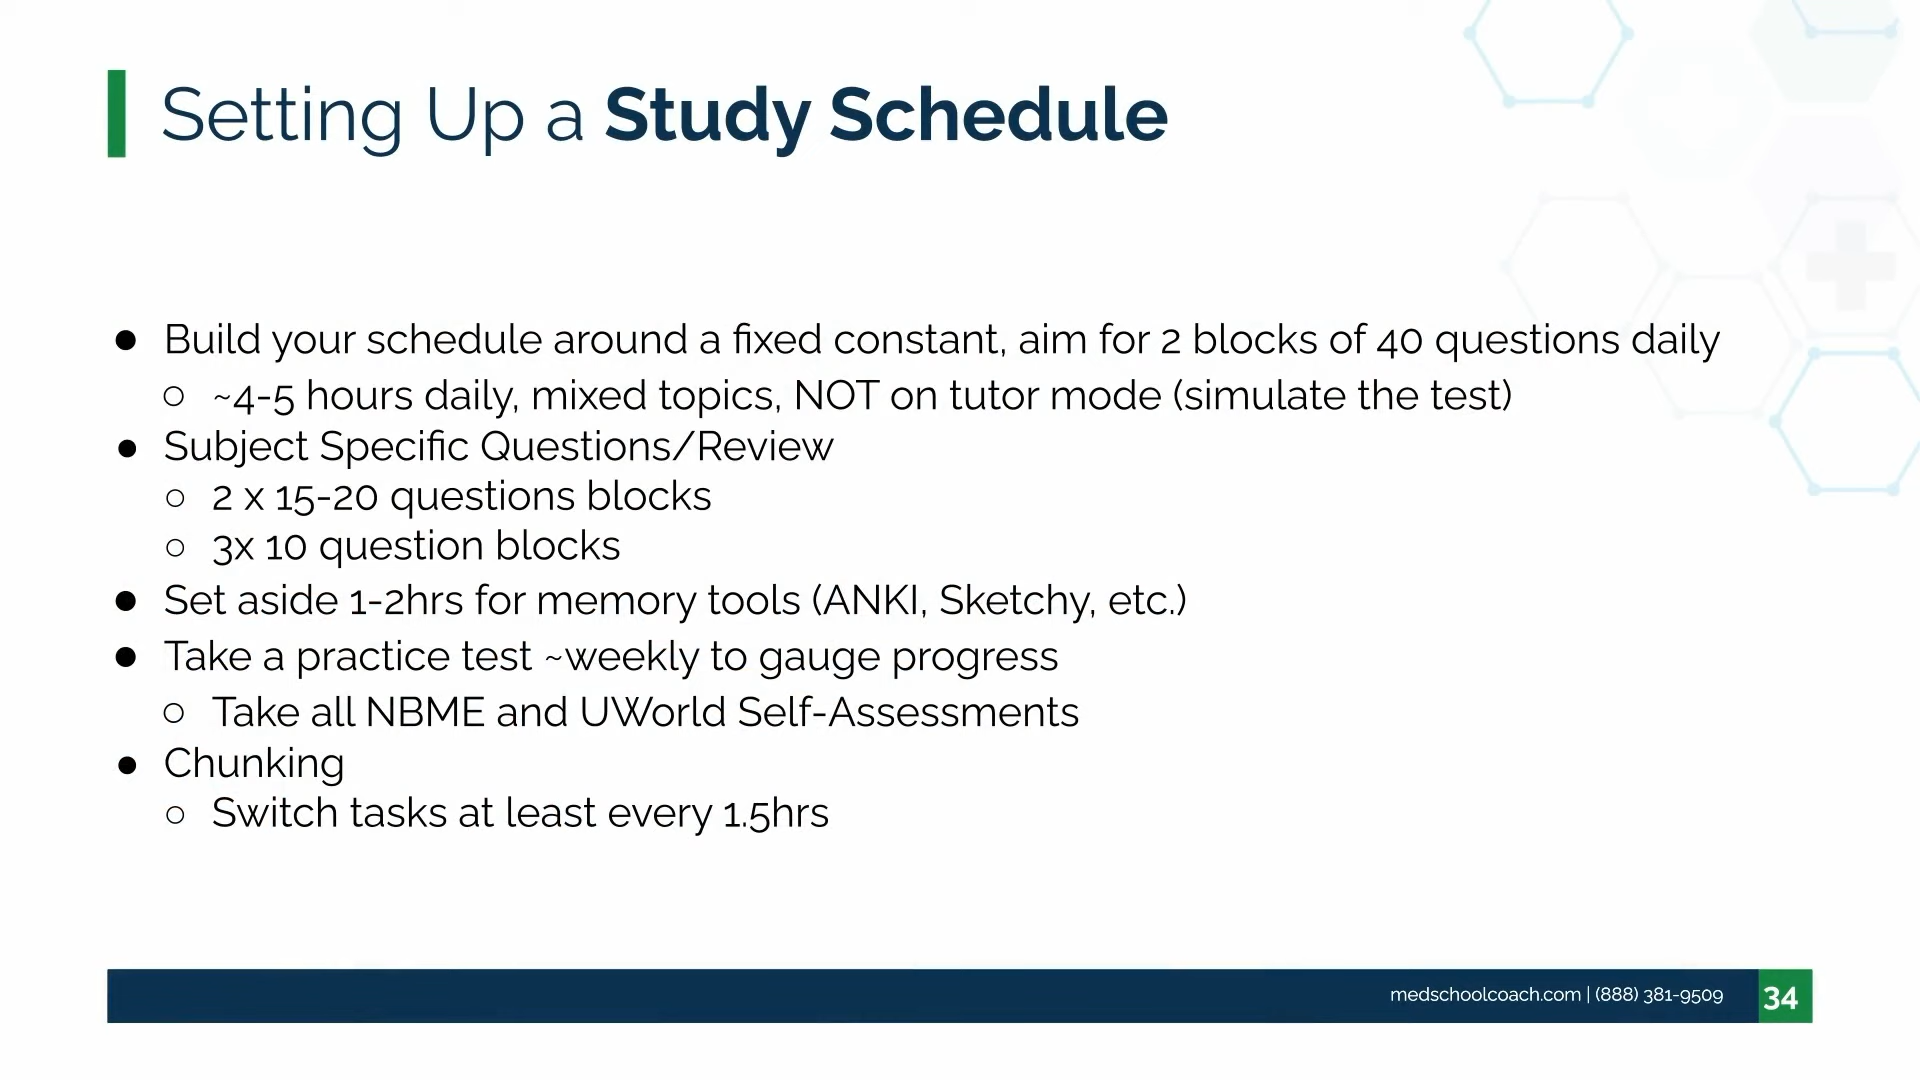 Setting Up a Study Schedule
● Build your schedule around a fixed constant, aim for 2 blocks of 40 questions daily
○ ~4-5 hours daily, mixed topics, NOT on tutor mode (simulate the test)
● Subject Specific Questions/Review
○ 2 x 15-20 questions blocks
○ 3x 10 question blocks
● Set aside 1-2hrs for memory tools (ANKI, Sketchy, etc.)
● Take a practice test ~weekly to gauge progress
○ Take all NBME and UWorld Self-Assessments
● Chunking
○ Switch tasks at least every 1.5hrs
medschoolcoach.com | (888) 381-9509 34